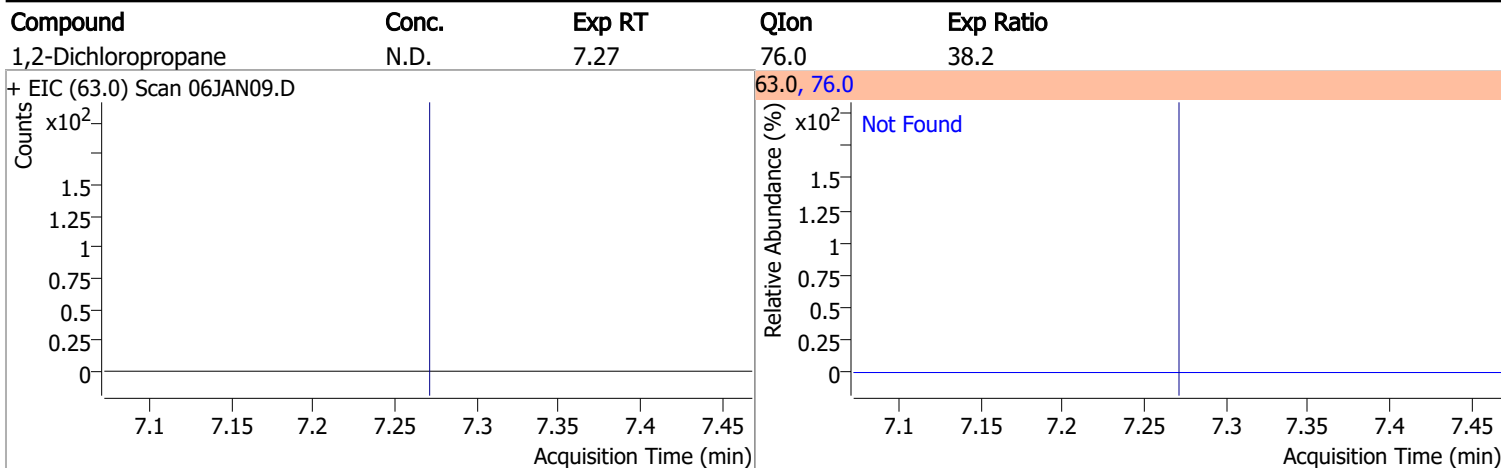 Compound Conc. Exp RT QIon Exp Ratio
1,2-Dichloropropane N.D. 7.27 76.0 38.2
+ EIC (63.0) Scan 06JAN09.D
Counts
x10²
1.5
1.25
1
0.75
0.5
0.25
0
7.1 7.15 7.2 7.25 7.3 7.35 7.4 7.45
Acquisition Time (min)
63.0, 76.0
Relative Abundance (%)
x10²
Not Found
1.5
1.25
1
0.75
0.5
0.25
0
7.1 7.15 7.2 7.25 7.3 7.35 7.4 7.45
Acquisition Time (min)